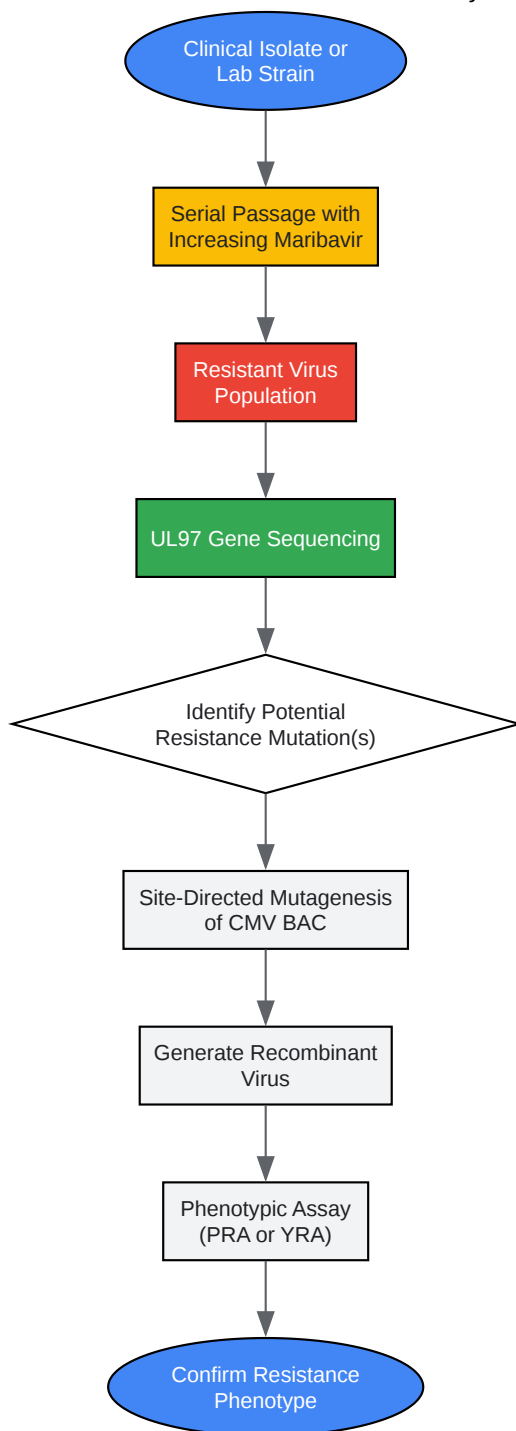 Clinical Isolate or
Lab Strain
Serial Passage with
Increasing Maribavir
Resistant Virus
Population
UL97 Gene Sequencing
Identify Potential
Resistance Mutation(s)
Site-Directed Mutagenesis
of CMV BAC
Generate Recombinant
Virus
Phenotypic Assay
(PRA or YRA)
Confirm Resistance
Phenotype